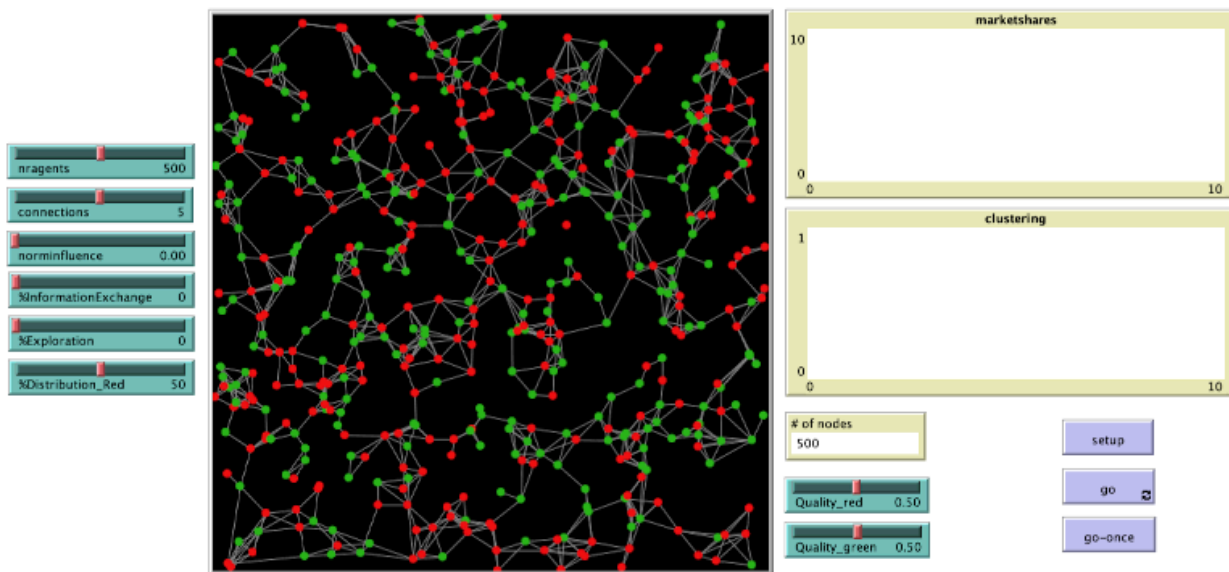 nragents 500
connections 5
norminfluence 0.00
%InformationExchange 0
%Exploration 0
%Distribution_Red 50
marketshares
10
0
0 10
clustering
1
0
0 10
# of nodes
500
Quality_red 0.50
Quality_green 0.50
setup
go
go-once